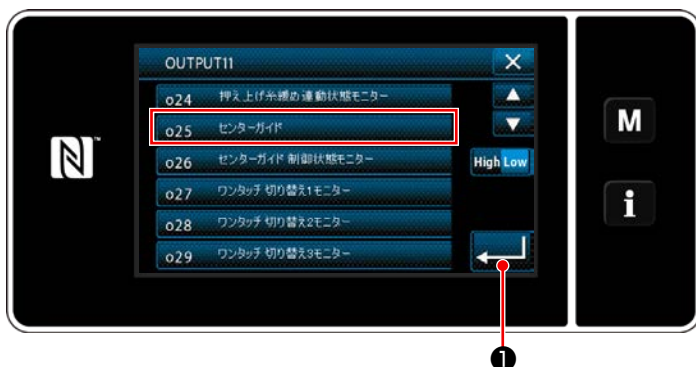 OUTPUT11
o24 押え上げ糸緩め連動状態モニター
o25 センターガイド
o26 センターガイド 制御状態モニター
High Low
o27 ワンタッチ 切り替え1モニター
o28 ワンタッチ 切り替え2モニター
o29 ワンタッチ 切り替え3モニター
M
i
N
❶